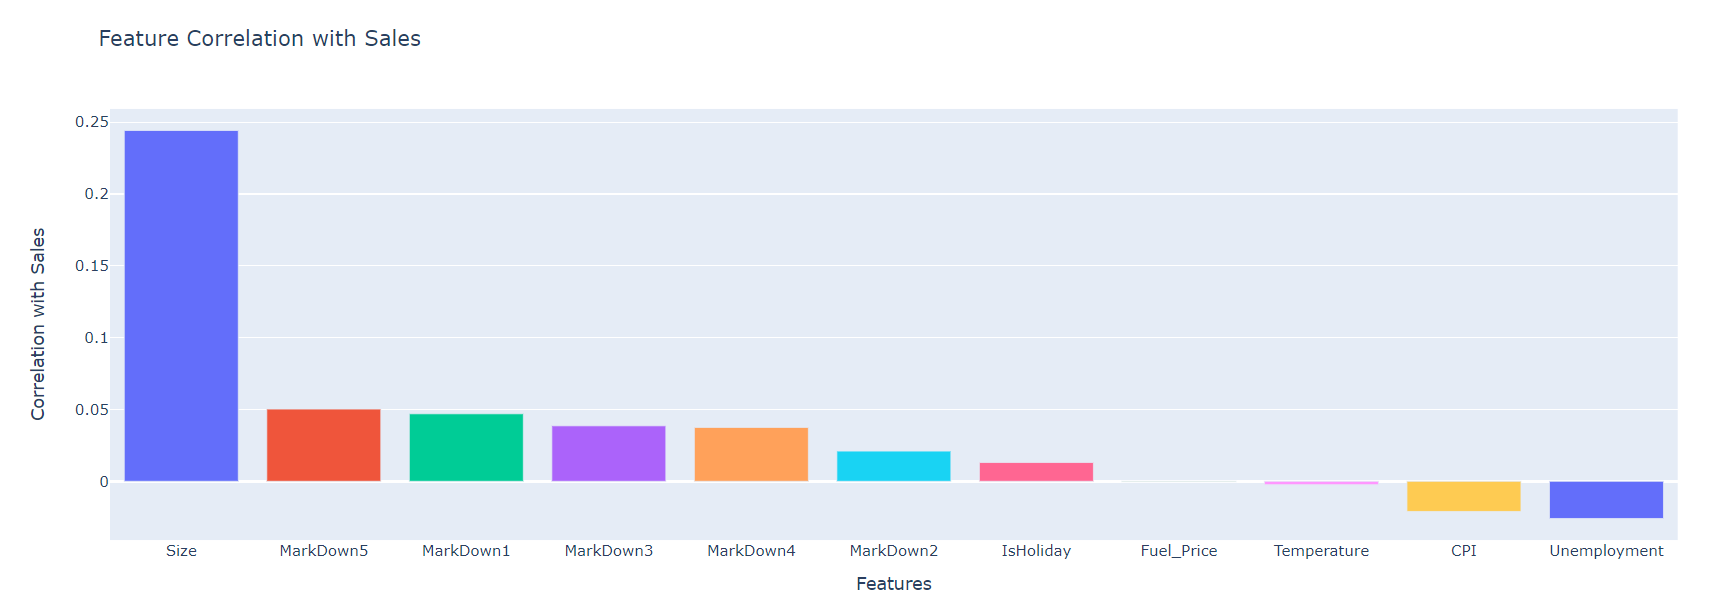 Feature Correlation with Sales
0.25
0.2
0.15
0.1
0.05
0
Correlation with Sales
Size MarkDown5 MarkDown1 MarkDown3 MarkDown4 MarkDown2 IsHoliday Fuel_Price Temperature CPI Unemployment
Features